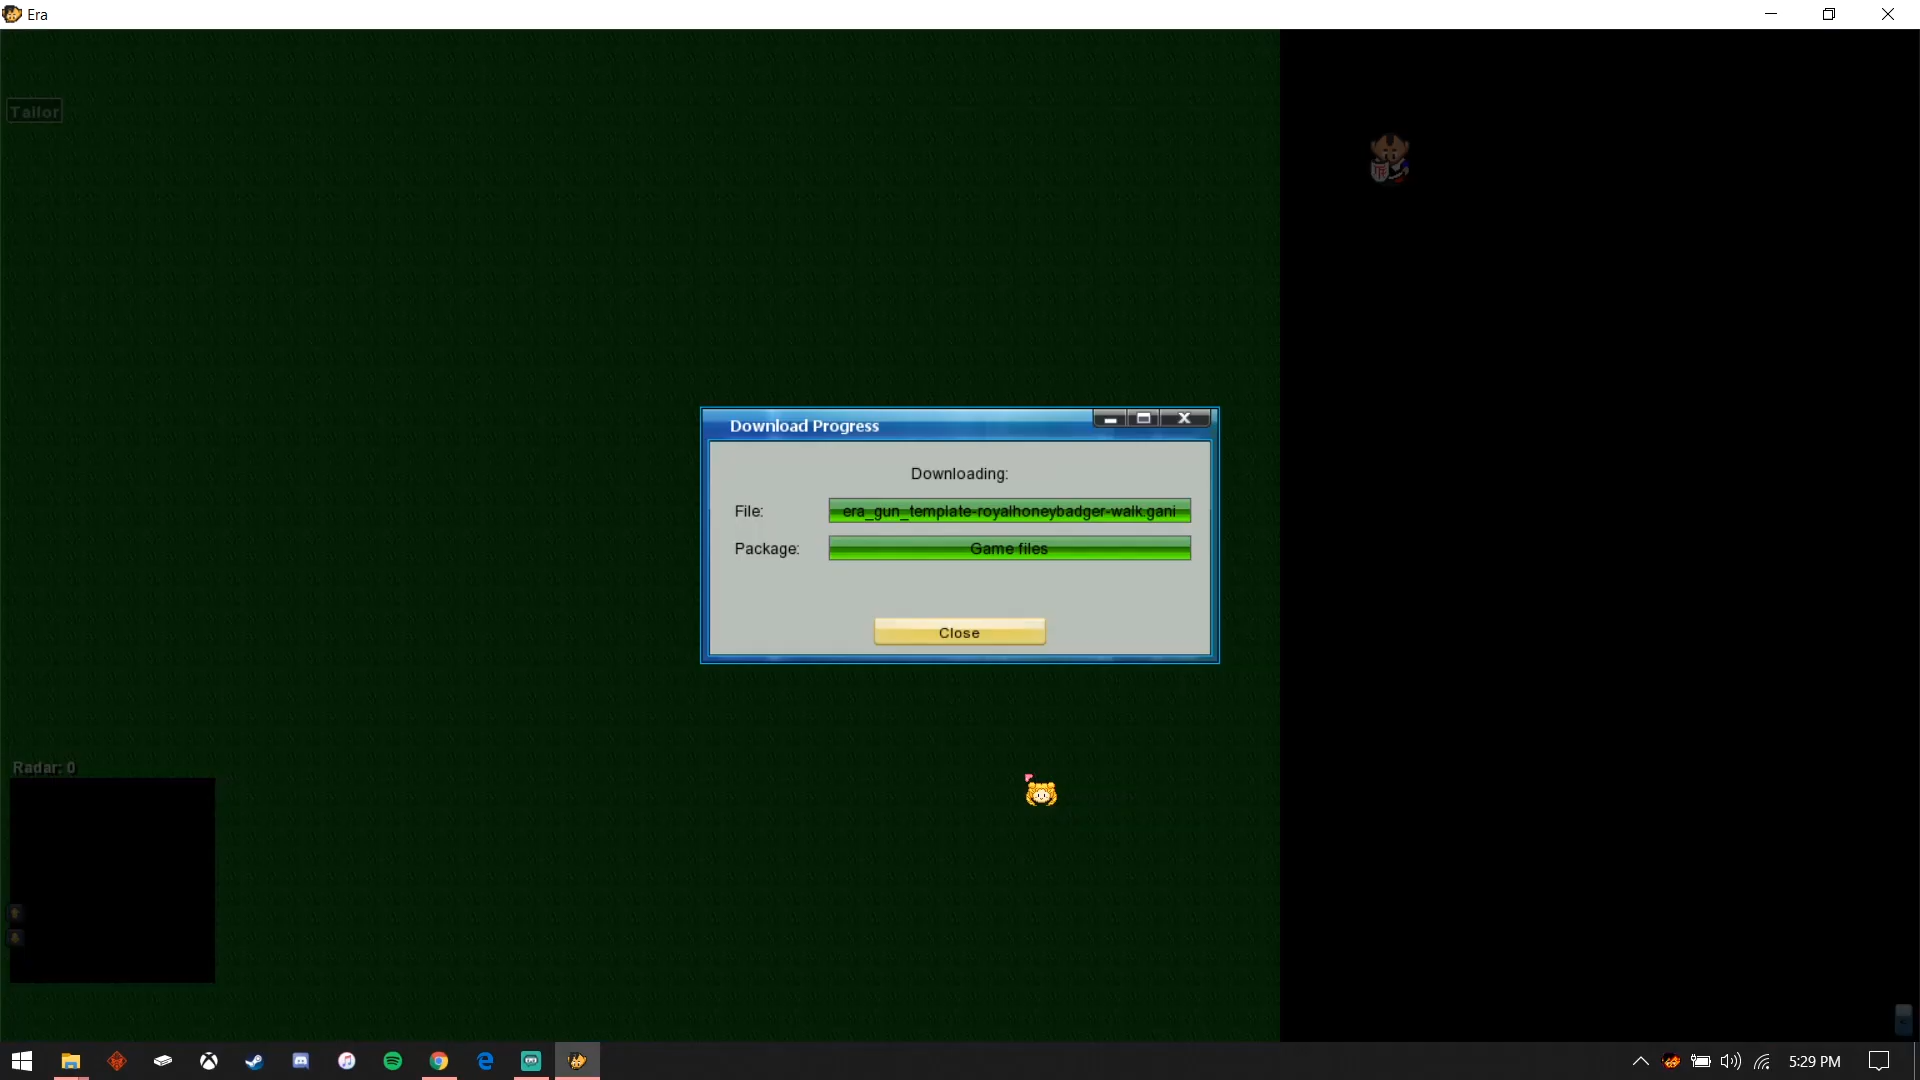 Era
Tailor
Download Progress
Downloading:
File: era_gun_template-royalhoneybadger-walk.gani
Package: Game files
Close
Radar: 0
5:29 PM